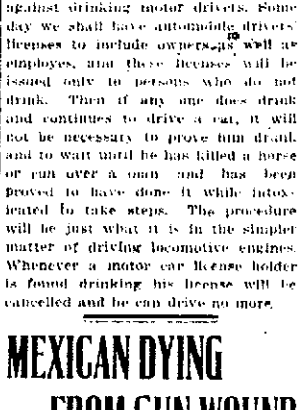 against drinking motor drivers. Some
day we shall have automobile drivers'
licenses to include owners as well as
employes, and these licenses will be
issued only to persons who do not
drink. Then if any one does drink
and continues to drive a car, it will
not be necessary to prove him drunk
and to wait until he has killed a horse
or run over a man and has been
proved to have done it while intox-
icated to take steps. The procedure
will be just what it is in the simpler
matter of driving locomotive engines.
Whenever a motor car license holder
is found drinking his license will be
cancelled and he can drive no more.
MEXICAN DYING
FROM GUN WOUND